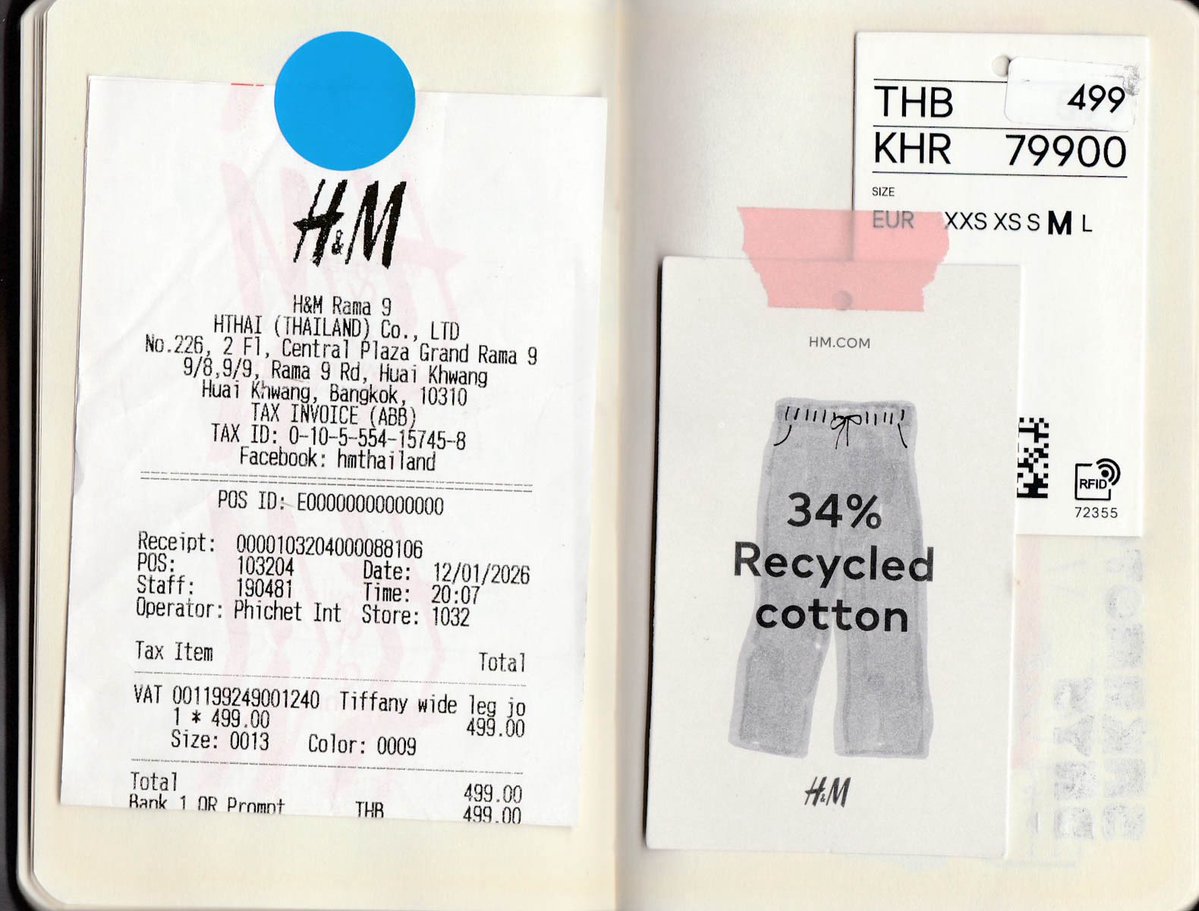 H&M
H&M Rama 9
HTHAI (THAILAND) Co., LTD
No.226, 2 Fl, Central Plaza Grand Rama 9
9/8,9/9, Rama 9 Rd, Huai Khwang
Huai Khwang, Bangkok, 10310
TAX INVOICE (ABB)
TAX ID: 0-10-5-554-15745-8
Facebook: hmthailand
POS ID: E00000000000000
Receipt: 0000103204000088106
POS: 103204 Date: 12/01/2026
Staff: 190481 Time: 20:07
Operator: Phichet Int Store: 1032
Tax Item Total
VAT 001199249001240 Tiffany wide leg jo
1 * 499.00 499.00
Size: 0013 Color: 0009
Total 499.00
Bank 1 QR Prompt THB 499.00
THB 499
KHR 79900
SIZE
EUR XXS XS S M L
HM.COM
34%
Recycled
cotton
H&M
RFID
72355